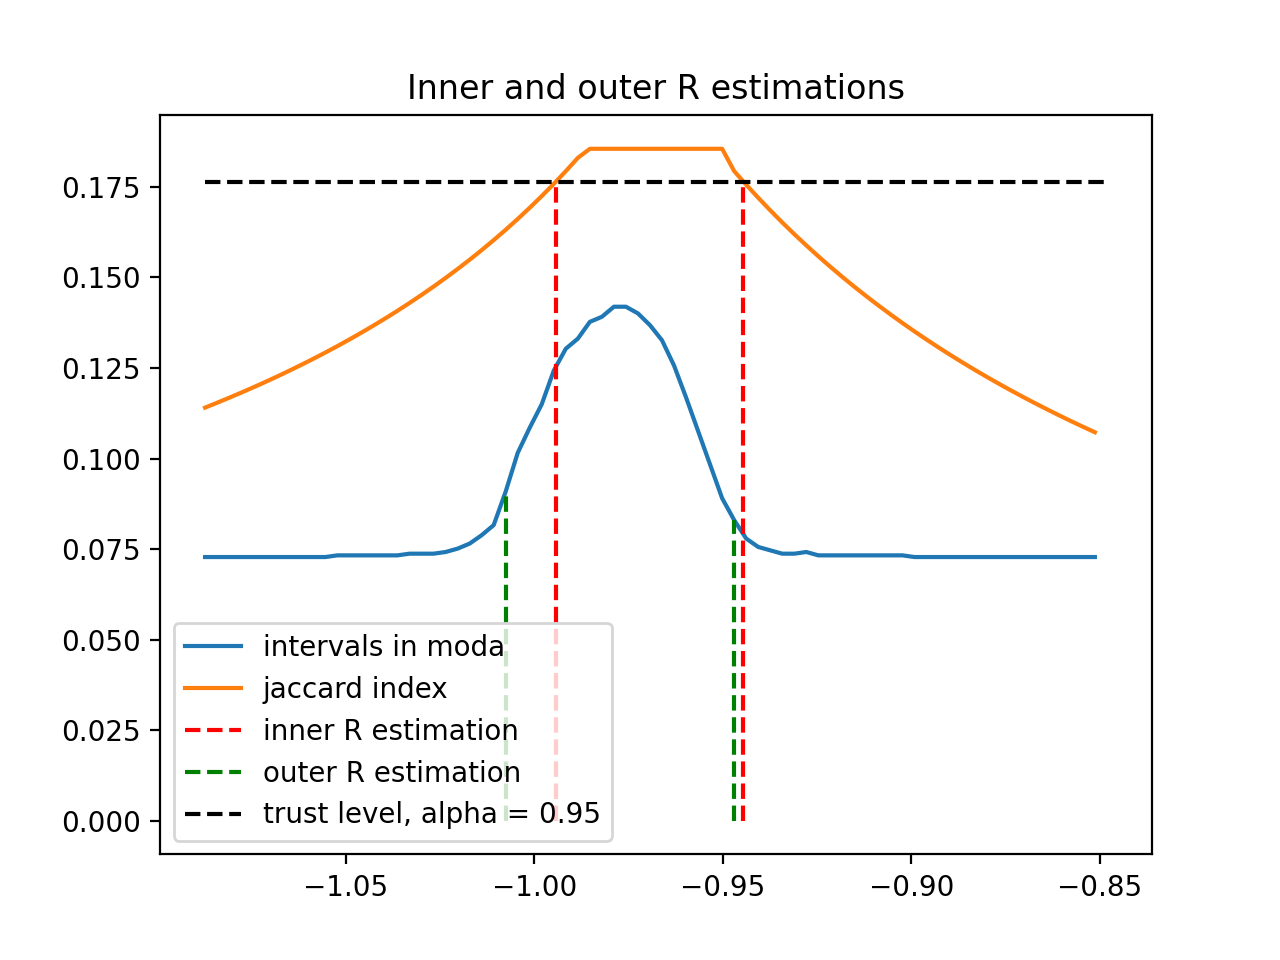 Inner and outer R estimations
0.175
0.150
0.125
0.100
0.075
0.050
0.025
0.000
intervals in moda
jaccard index
inner R estimation
outer R estimation
trust level, alpha = 0.95
−1.05 −1.00 −0.95 −0.90 −0.85